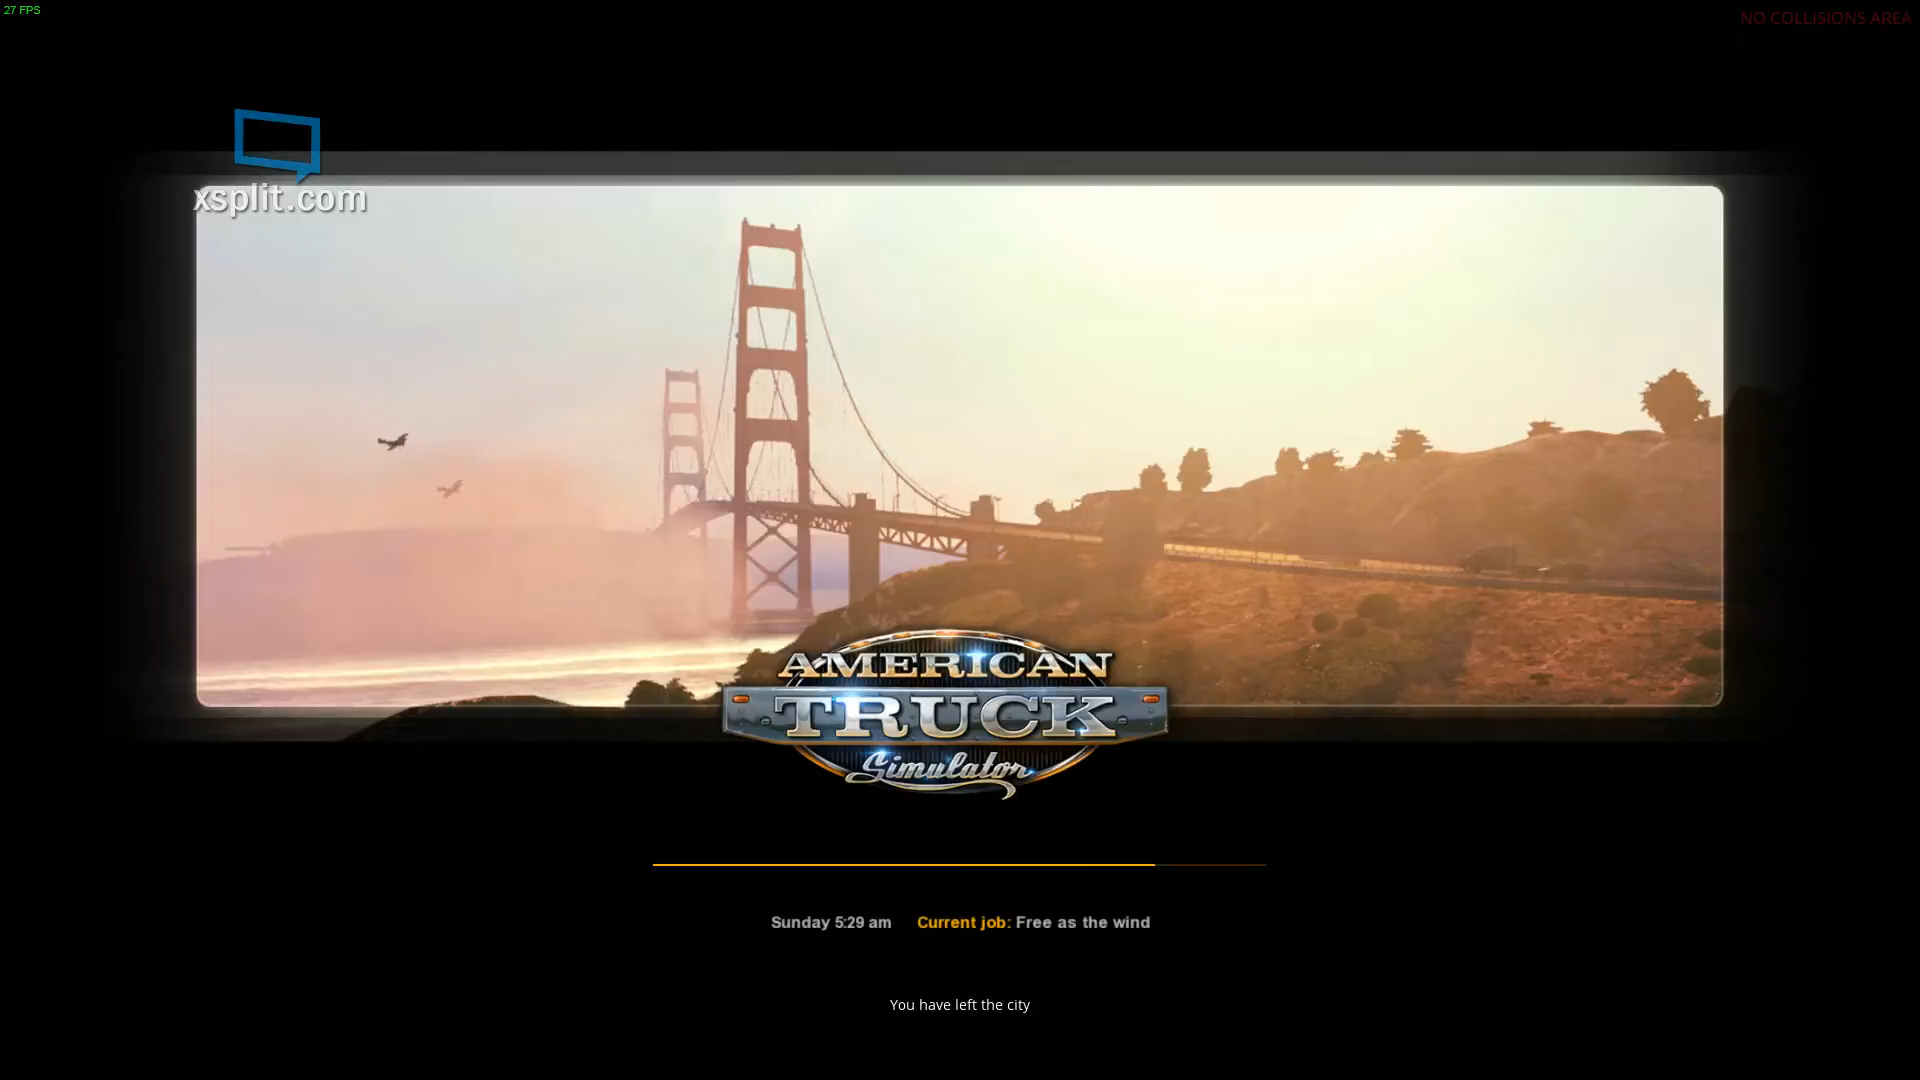 27 FPS
NO COLLISIONS AREA
xsplit.com
AMERICAN
TRUCK
Simulator
Sunday 5:29 am Current job: Free as the wind
You have left the city